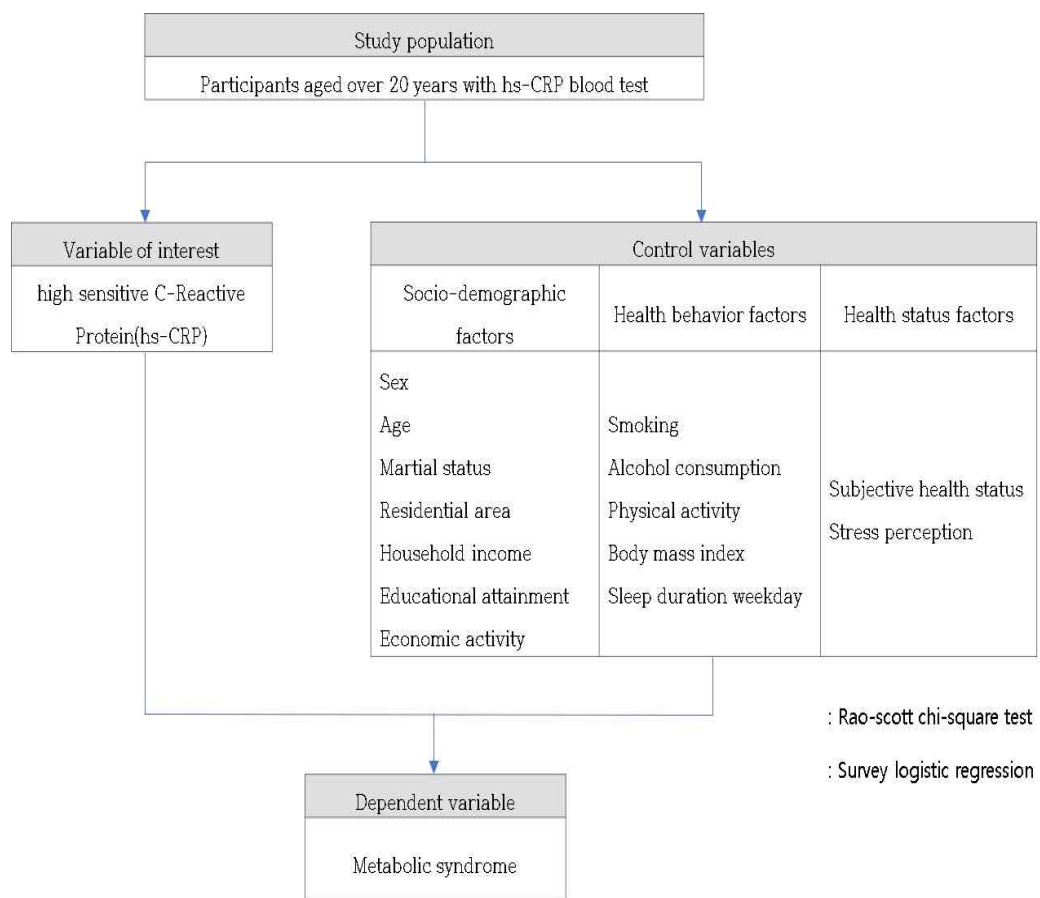 Study population
Participants aged over 20 years with hs-CRP blood test
Variable of interest
high sensitive C-Reactive
Protein(hs-CRP)
Control variables
Socio-demographic
factors
Health behavior factors
Health status factors
Sex
Age
Martial status
Residential area
Household income
Educational attainment
Economic activity
Smoking
Alcohol consumption
Physical activity
Body mass index
Sleep duration weekday
Subjective health status
Stress perception
: Rao-scott chi-square test
: Survey logistic regression
Dependent variable
Metabolic syndrome